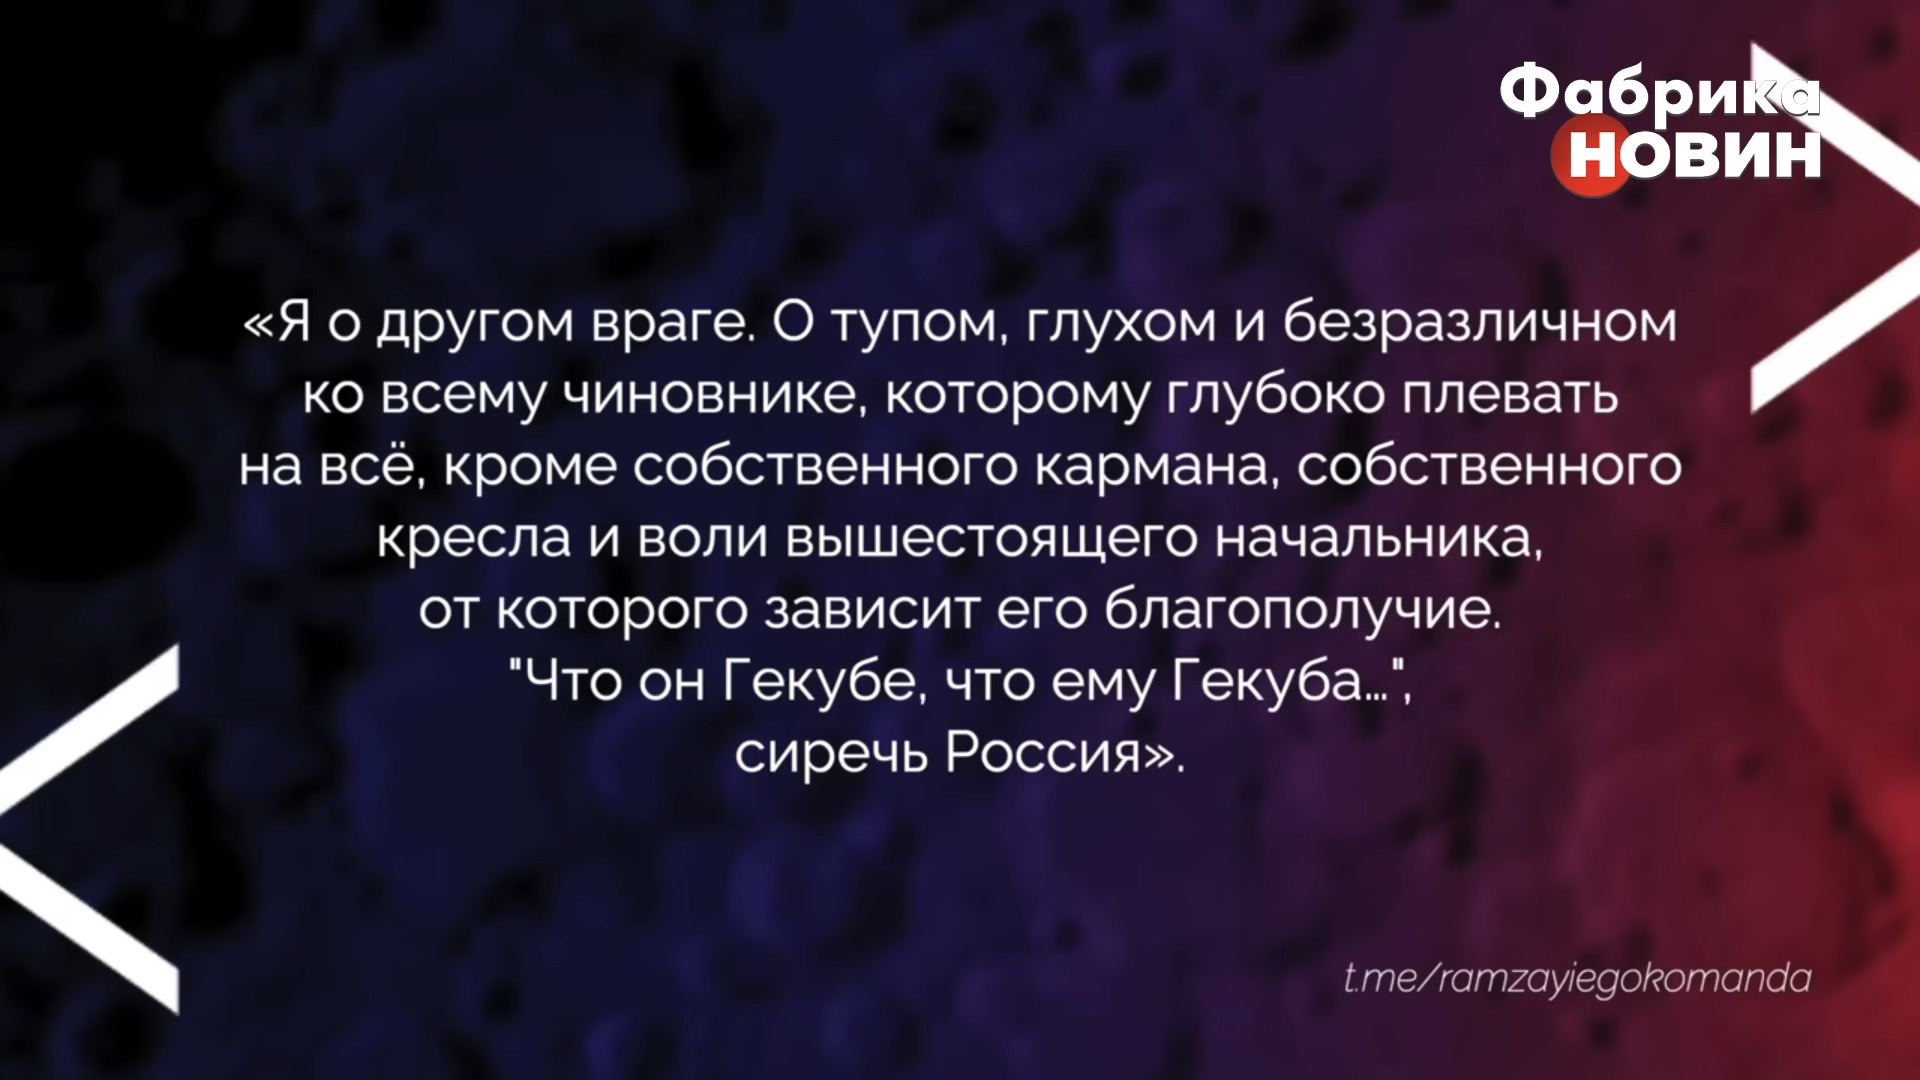 Фабрика
новин
«Я о другом враге. О тупом, глухом и безразличном
ко всему чиновнике, которому глубоко плевать
на всё, кроме собственного кармана, собственного
кресла и воли вышестоящего начальника,
от которого зависит его благополучие.
"Что он Гекубе, что ему Гекуба…",
сиречь Россия».
t.me/ramzayiegokomanda